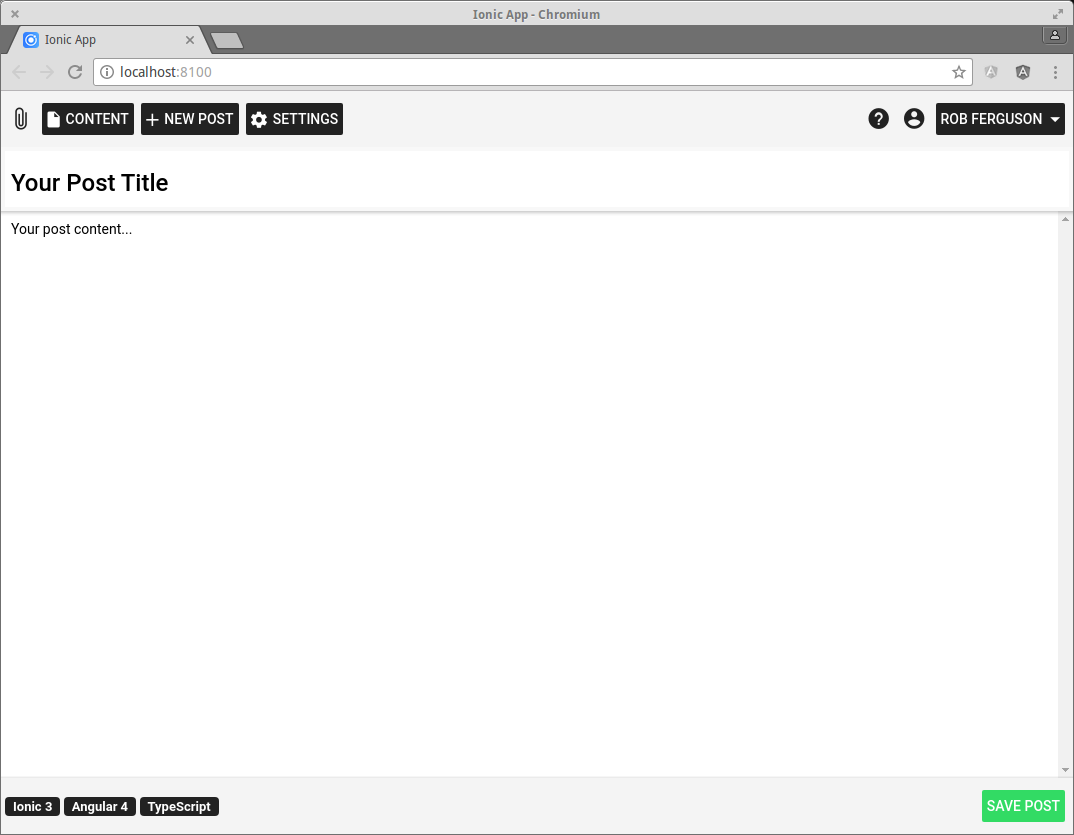 Ionic App - Chromium
Ionic App
localhost:8100
CONTENT NEW POST SETTINGS ROB FERGUSON
Your Post Title
Your post content...
Ionic 3 Angular 4 TypeScript SAVE POST